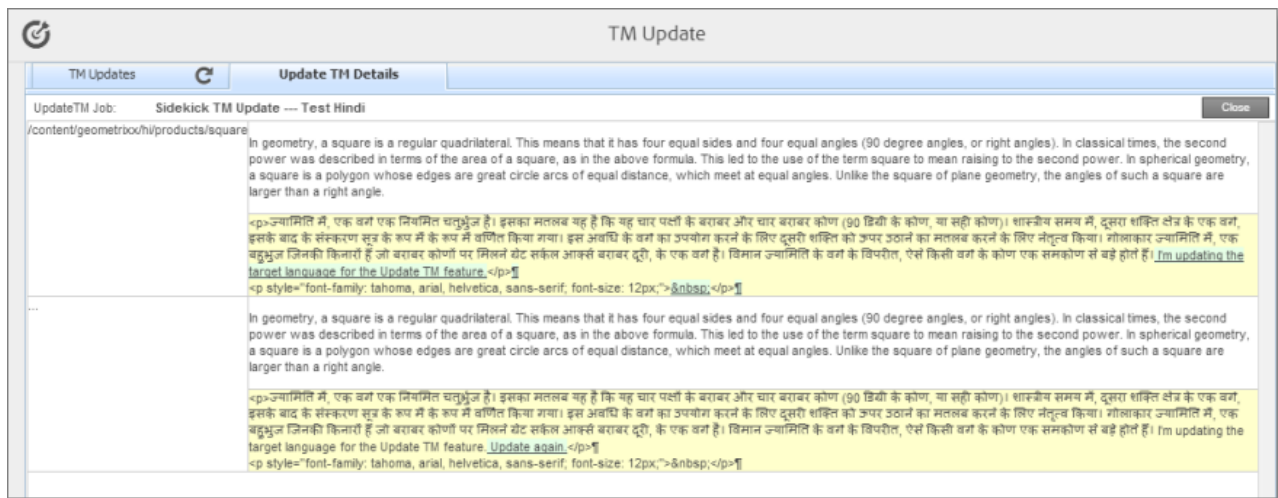 TM Update
TM Updates
Update TM Details
UpdateTM Job: Sidekick TM Update --- Test Hindi
Close
/content/geometrixx/hi/products/square
In geometry, a square is a regular quadrilateral. This means that it has four equal sides and four equal angles (90 degree angles, or right angles). In classical times, the second
power was described in terms of the area of a square, as in the above formula. This led to the use of the term square to mean raising to the second power. In spherical geometry,
a square is a polygon whose edges are great circle arcs of equal distance, which meet at equal angles. Unlike the square of plane geometry, the angles of such a square are
larger than a right angle.
<p>ज्यामिति में, एक वर्ग एक नियमित चतुर्भुज है। इसका मतलब यह है कि यह चार पक्षों के बराबर और चार बराबर कोण (90 डिग्री के कोण, या सही कोण)। शास्त्रीय समय में, दूसरा शक्ति क्षेत्र के एक वर्ग,
इसके बाद के संस्करण सूत्र के रूप में के रूप में वर्णित किया गया। इस अवधि के वर्ग का उपयोग करने के लिए दूसरी शक्ति को ऊपर उठाने का मतलब करने के लिए नेतृत्व किया। गोलाकार ज्यामिति में, एक
बहुभुज जिनकी किनारों हैं जो बराबर कोणों पर मिलने ग्रेट सर्कल आर्क्स बराबर दूरी, के एक वर्ग है। विमान ज्यामिति के वर्ग के विपरीत, ऐसे किसी वर्ग के कोण एक समकोण से बड़े होते हैं। I'm updating the
target language for the Update TM feature.</p>¶
<p style="font-family: tahoma, arial, helvetica, sans-serif; font-size: 12px;">&nbsp;</p>¶
...
In geometry, a square is a regular quadrilateral. This means that it has four equal sides and four equal angles (90 degree angles, or right angles). In classical times, the second
power was described in terms of the area of a square, as in the above formula. This led to the use of the term square to mean raising to the second power. In spherical geometry,
a square is a polygon whose edges are great circle arcs of equal distance, which meet at equal angles. Unlike the square of plane geometry, the angles of such a square are
larger than a right angle.
<p>ज्यामिति में, एक वर्ग एक नियमित चतुर्भुज है। इसका मतलब यह है कि यह चार पक्षों के बराबर और चार बराबर कोण (90 डिग्री के कोण, या सही कोण)। शास्त्रीय समय में, दूसरा शक्ति क्षेत्र के एक वर्ग,
इसके बाद के संस्करण सूत्र के रूप में के रूप में वर्णित किया गया। इस अवधि के वर्ग का उपयोग करने के लिए दूसरी शक्ति को ऊपर उठाने का मतलब करने के लिए नेतृत्व किया। गोलाकार ज्यामिति में, एक
बहुभुज जिनकी किनारों हैं जो बराबर कोणों पर मिलने ग्रेट सर्कल आर्क्स बराबर दूरी, के एक वर्ग है। विमान ज्यामिति के वर्ग के विपरीत, ऐसे किसी वर्ग के कोण एक समकोण से बड़े होते हैं। I'm updating the
target language for the Update TM feature. Update again.</p>¶
<p style="font-family: tahoma, arial, helvetica, sans-serif; font-size: 12px;">&nbsp;</p>¶